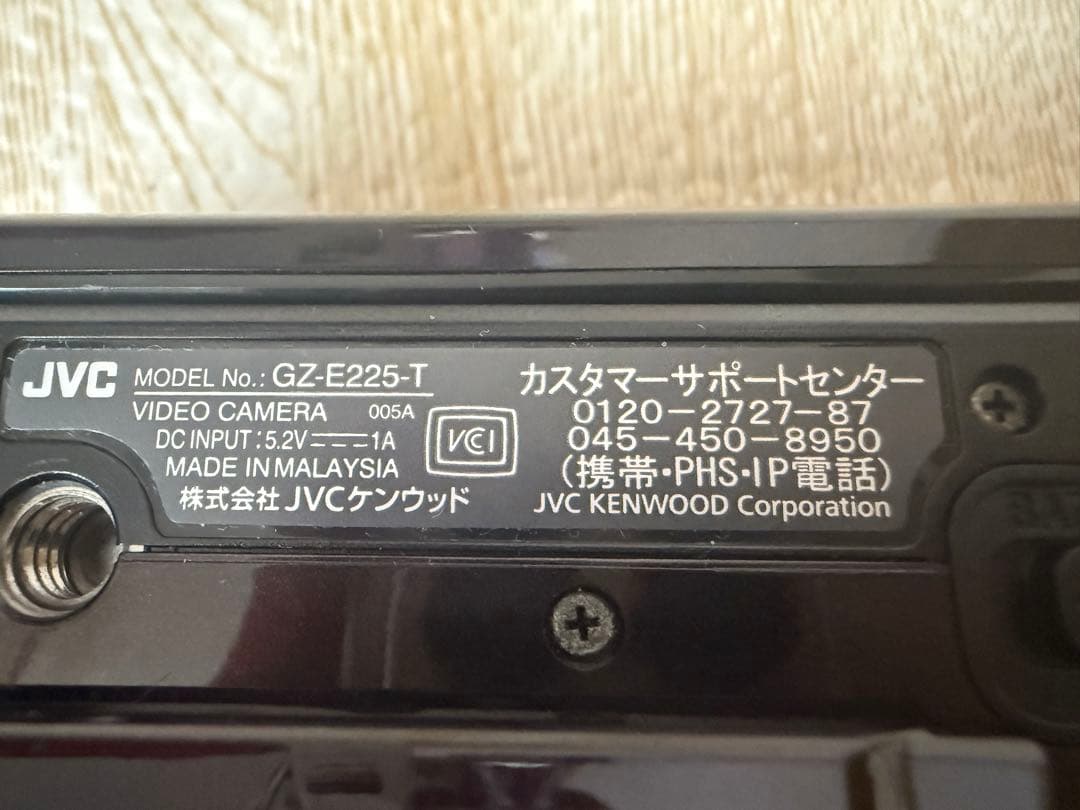 JVC MODEL No.: GZ-E225-T
VIDEO CAMERA 005A
DC INPUT : 5.2V⎓1A
MADE IN MALAYSIA
株式会社 JVCケンウッド
VCI
カスタマーサポートセンター
0120-2727-87
045-450-8950
(携帯・PHS・IP電話)
JVC KENWOOD Corporation